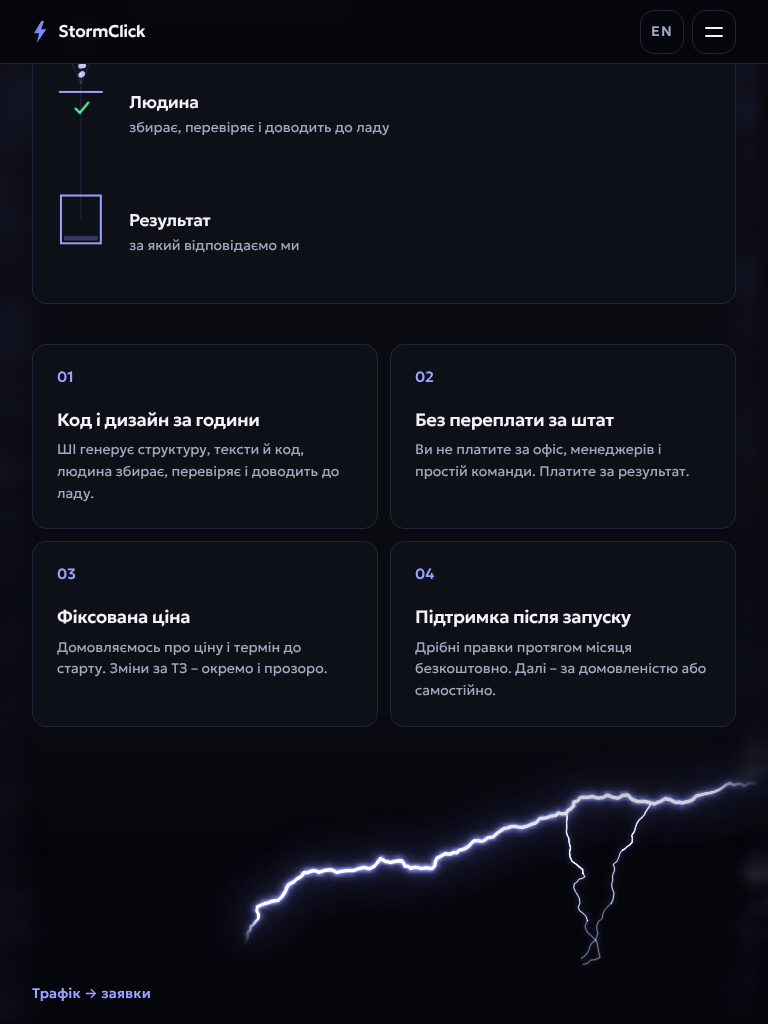 StormClick
EN
Людина
збирає, перевіряє і доводить до ладу
Результат
за який відповідаємо ми
01
Код і дизайн за години
ШІ генерує структуру, тексти й код,
людина збирає, перевіряє і доводить до
ладу.
02
Без переплати за штат
Ви не платите за офіс, менеджерів і
простій команди. Платите за результат.
03
Фіксована ціна
Домовляємось про ціну і термін до
старту. Зміни за ТЗ – окремо і прозоро.
04
Підтримка після запуску
Дрібні правки протягом місяця
безкоштовно. Далі – за домовленістю або
самостійно.
Трафік → заявки